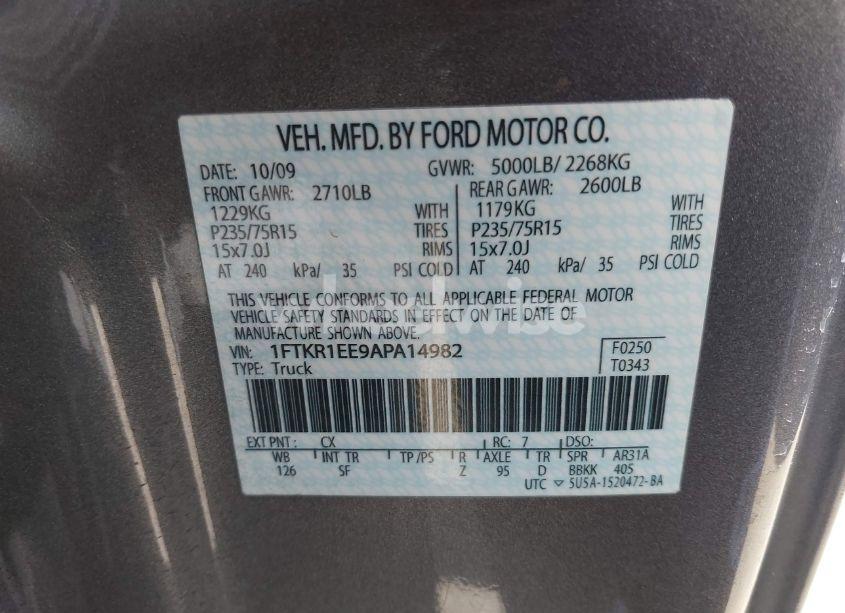 VEH. MFD. BY FORD MOTOR CO.
DATE: 10/09 GVWR: 5000LB/ 2268KG
FRONT GAWR: 2710LB REAR GAWR: 2600LB
1229KG WITH 1179KG WITH
P235/75R15 TIRES P235/75R15 TIRES
15x7.0J RIMS 15x7.0J RIMS
AT 240 kPa/ 35 PSI COLD AT 240 kPa/ 35 PSI COLD
THIS VEHICLE CONFORMS TO ALL APPLICABLE FEDERAL MOTOR
VEHICLE SAFETY STANDARDS IN EFFECT ON THE DATE OF
MANUFACTURE SHOWN ABOVE.
VIN: 1FTKR1EE9APA14982 F0250
TYPE: Truck T0343
EXT PNT: CX RC: 7 DSO:
WB INT TR TP/PS R AXLE TR SPR AR31A
126 SF Z 95 D BBKK 405
UTC 5U5A-1520472-BA